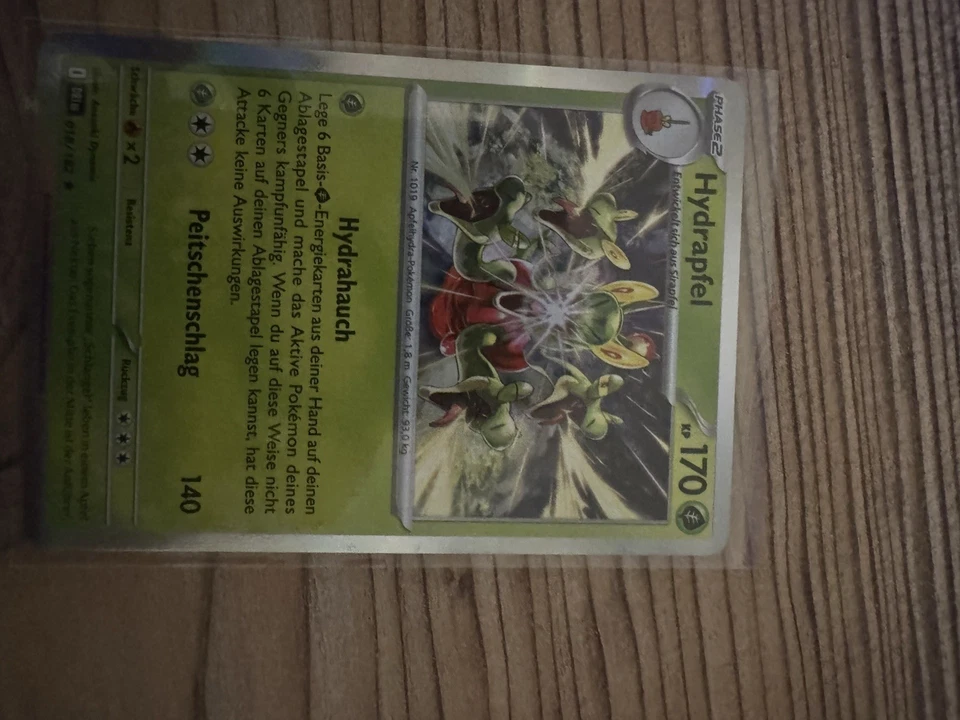 PHASE 2
Hydrapfel
KP 170
Entwickelt sich aus Sirapfel
Nr. 1019 Apfelhydra-Pokémon Größe: 1,8 m Gewicht: 93,0 kg
Hydrahauch
Lege 6 Basis-
-Energiekarten aus deiner Hand auf deinen
Ablagestapel und mache das Aktive Pokémon deines
Gegners kampfunfähig. Wenn du auf diese Weise nicht
6 Karten auf deinen Ablagestapel legen kannst, hat diese
Attacke keine Auswirkungen.
Peitschenschlag 140
Schwäche x2 Resistenz Rückzug
018/182